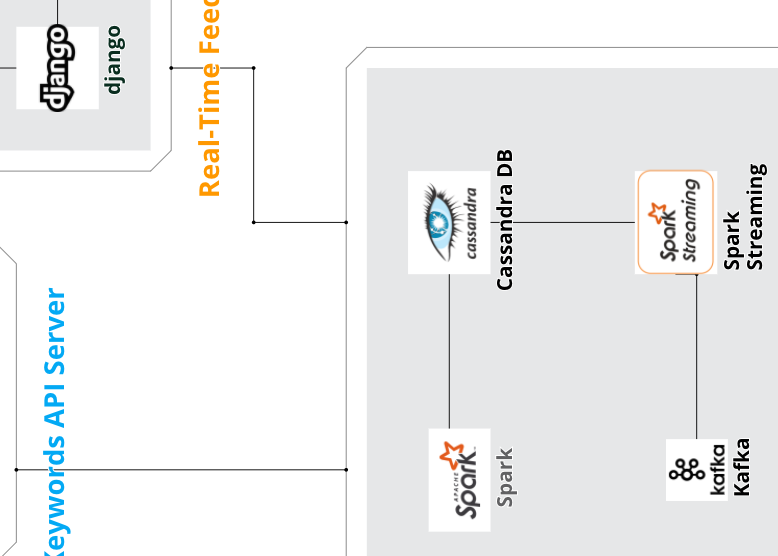 Keywords API Server
django
django
Real-Time Feed
APACHE
Spark
Spark
cassandra
Cassandra DB
kafka
Kafka
Spark
Streaming
Spark
Streaming